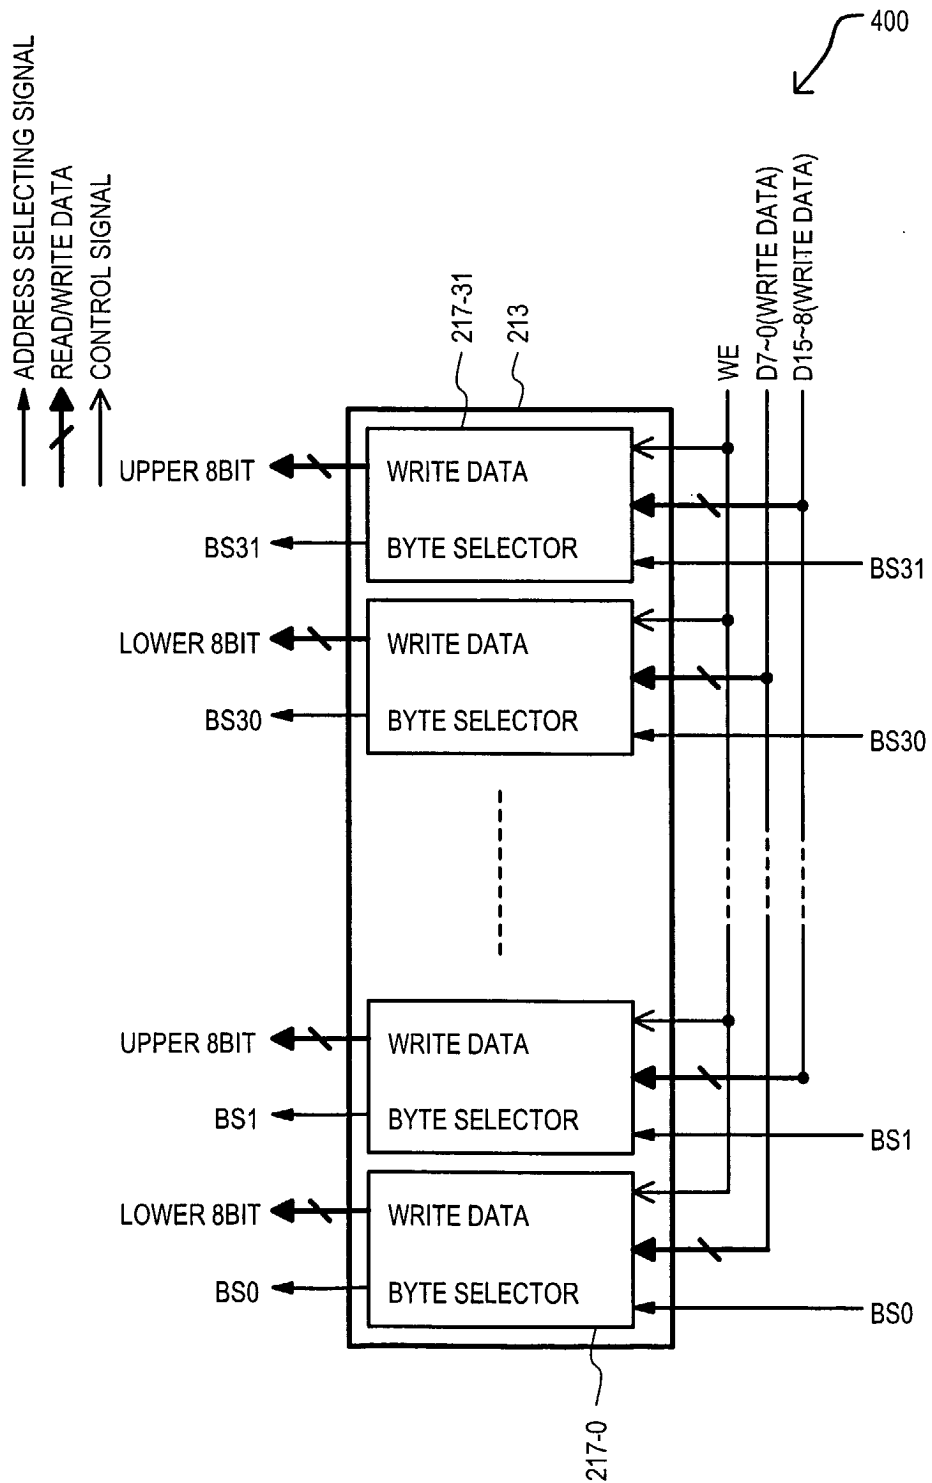 400
ADDRESS SELECTING SIGNAL
READ/WRITE DATA
CONTROL SIGNAL
217-31
213
WE
D7~0(WRITE DATA)
D15~8(WRITE DATA)
UPPER 8BIT
WRITE DATA
BS31
BYTE SELECTOR
BS31
LOWER 8BIT
WRITE DATA
BS30
BYTE SELECTOR
BS30
UPPER 8BIT
WRITE DATA
BS1
BYTE SELECTOR
BS1
LOWER 8BIT
WRITE DATA
BS0
BYTE SELECTOR
BS0
217-0